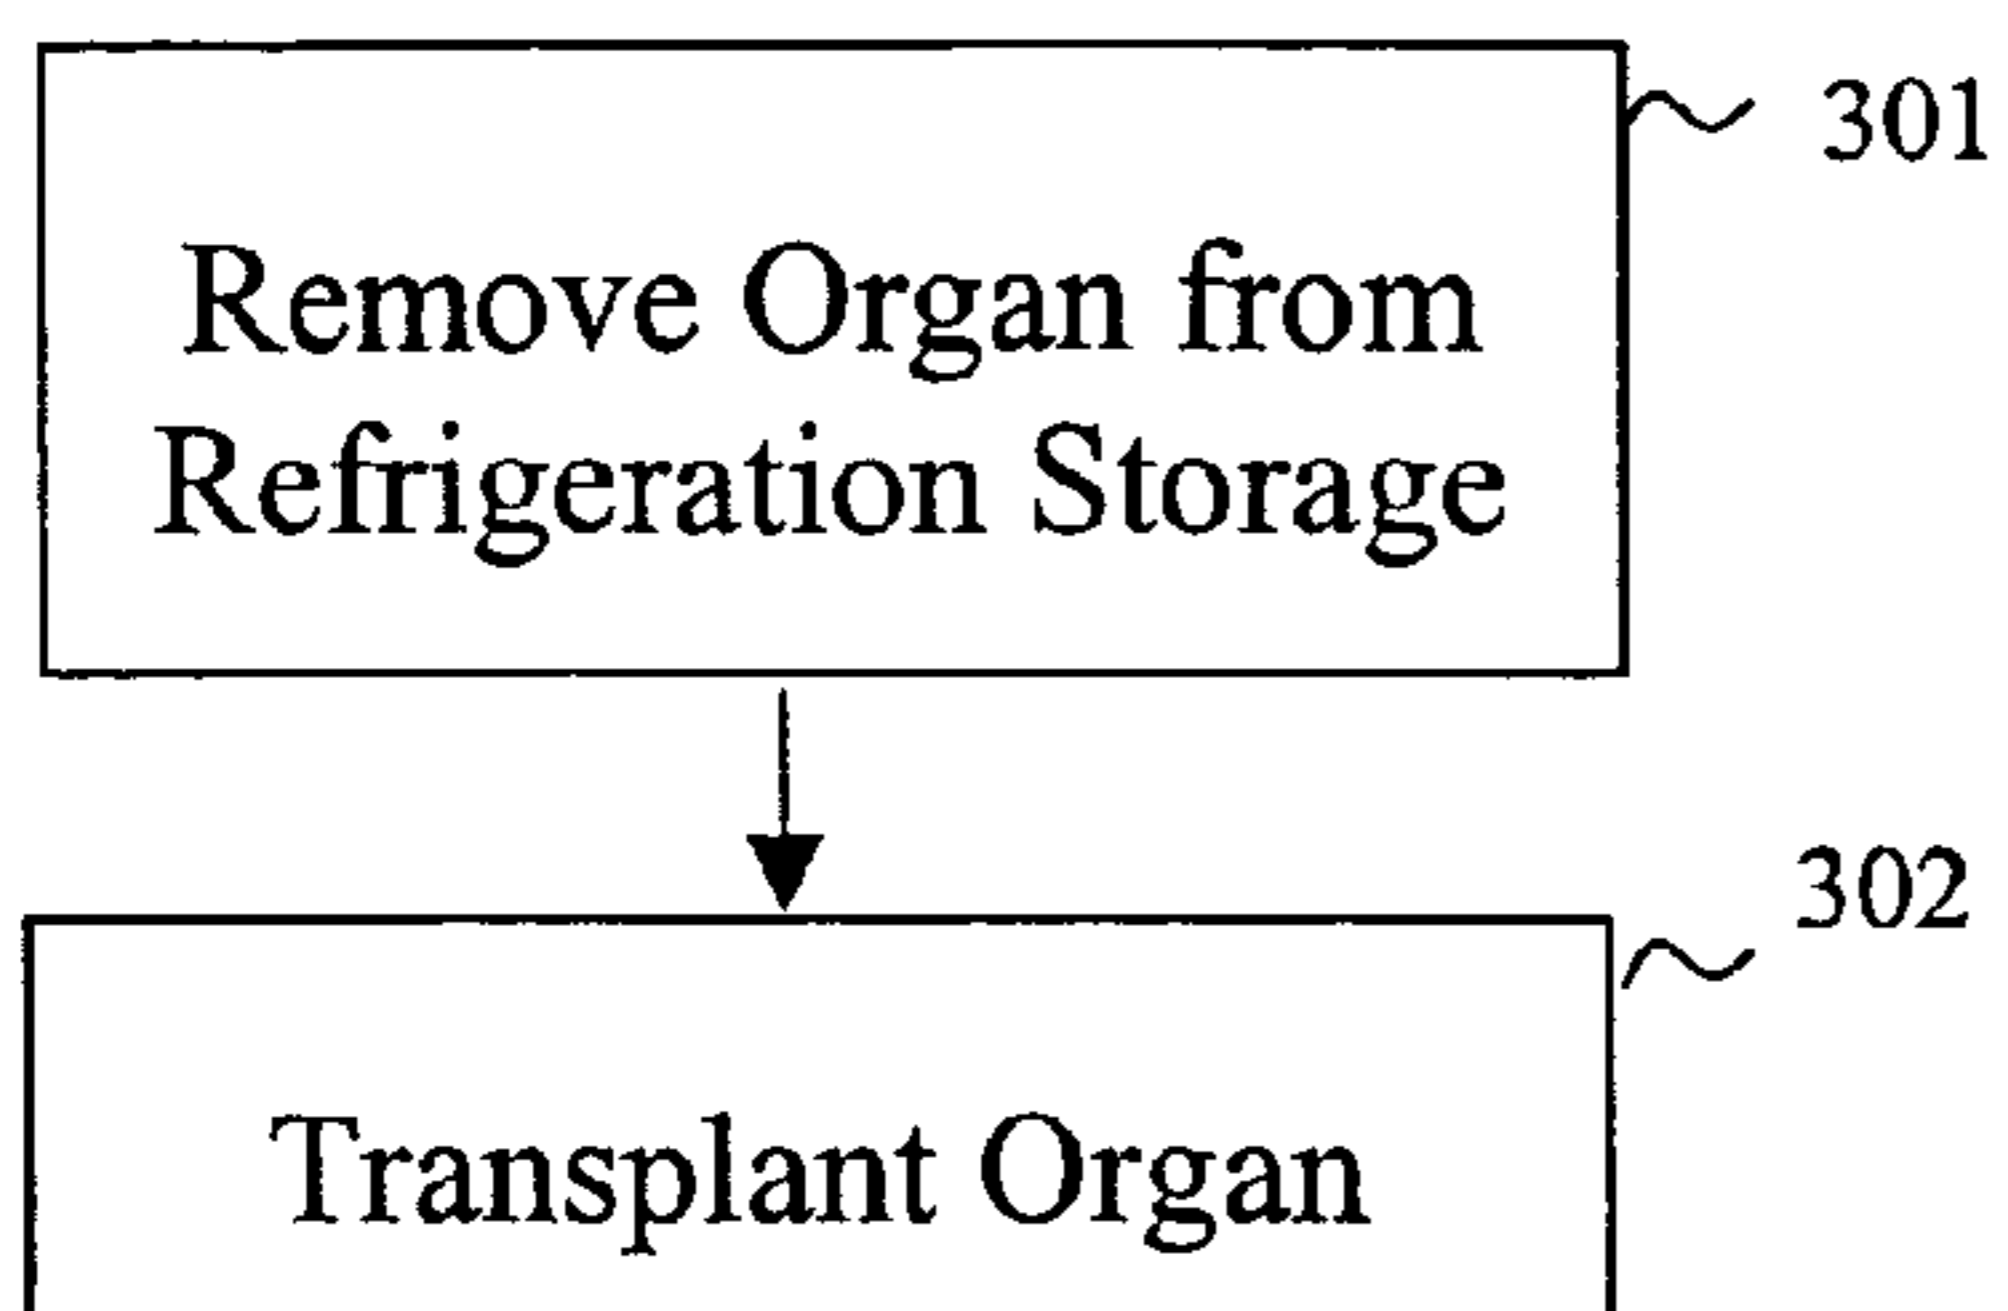 301
Remove Organ from
Refrigeration Storage
302
Transplant Organ